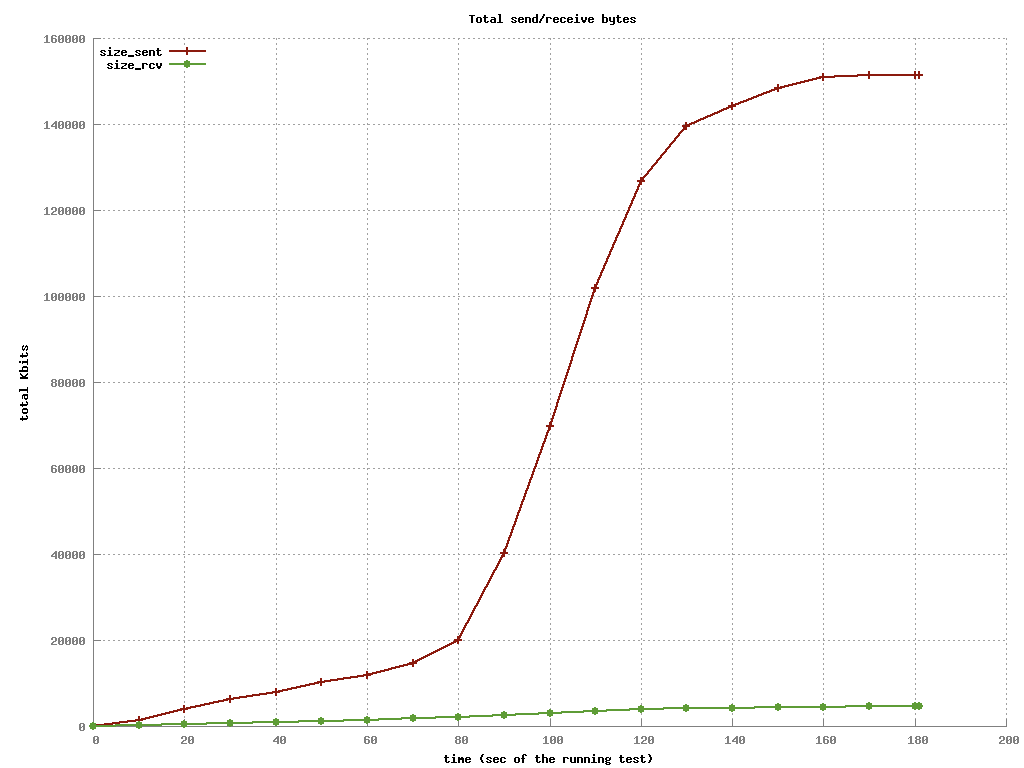 Total send/receive bytes
160000
size_sent
size_rcv
140000
120000
100000
80000
total Kbits
60000
40000
20000
0
0 20 40 60 80 100 120 140 160 180 200
time (sec of the running test)